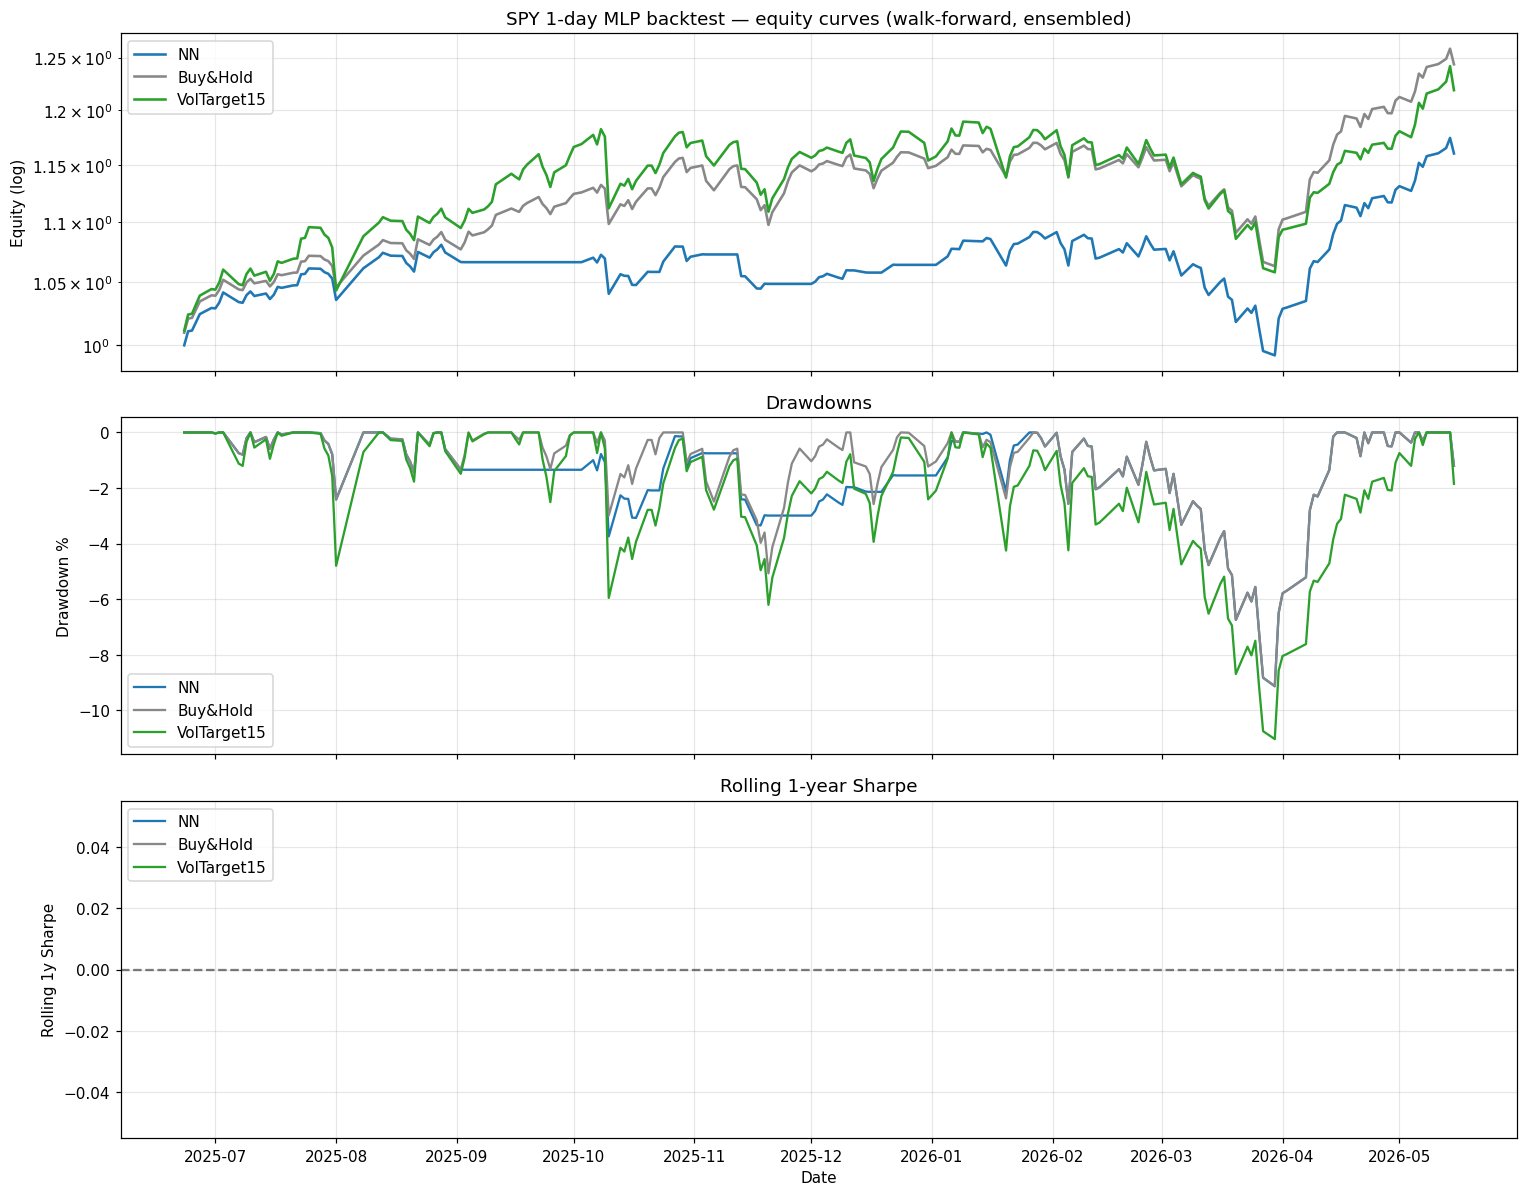 SPY 1-day MLP backtest — equity curves (walk-forward, ensembled)
Equity (log)
1.25 × 10⁰
1.2 × 10⁰
1.15 × 10⁰
1.1 × 10⁰
1.05 × 10⁰
10⁰
NN
Buy&Hold
VolTarget15
Drawdowns
Drawdown %
0
−2
−4
−6
−8
−10
NN
Buy&Hold
VolTarget15
Rolling 1-year Sharpe
Rolling 1y Sharpe
0.04
0.02
0.00
−0.02
−0.04
NN
Buy&Hold
VolTarget15
2025-07 2025-08 2025-09 2025-10 2025-11 2025-12 2026-01 2026-02 2026-03 2026-04 2026-05
Date